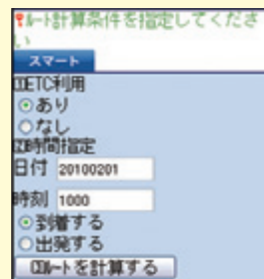 ルート計算条件を指定してくださ
い
スマート
1ETC利用
あり
なし
2時間指定
日付 20100201
時刻 1000
到着する
出発する
ルートを計算する